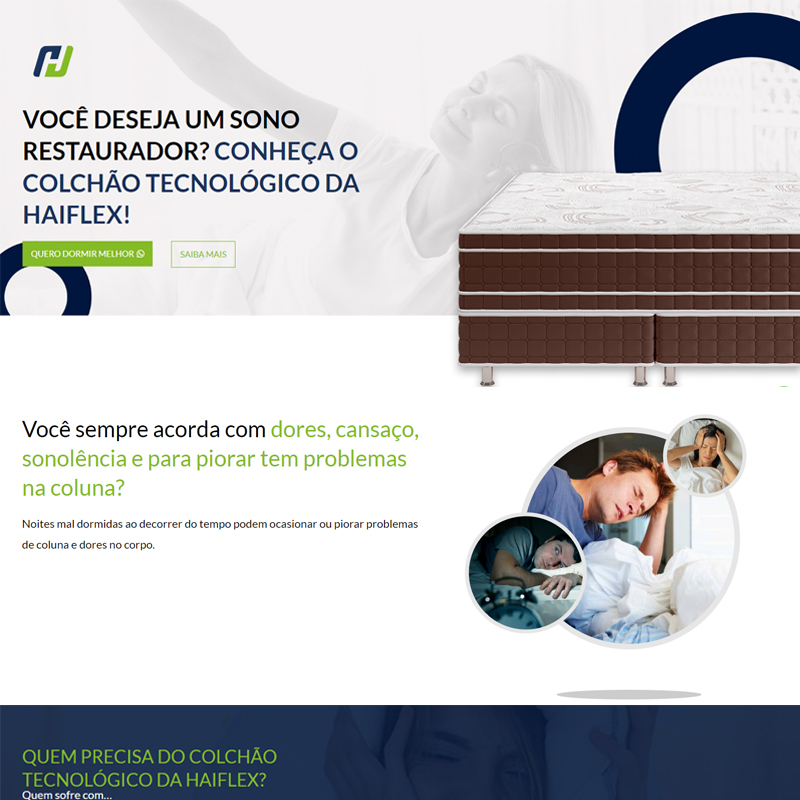 VOCÊ DESEJA UM SONO
RESTAURADOR? CONHEÇA O
COLCHÃO TECNOLÓGICO DA
HAIFLEX!
QUERO DORMIR MELHOR
SAIBA MAIS
Você sempre acorda com dores, cansaço,
sonolência e para piorar tem problemas
na coluna?
Noites mal dormidas ao decorrer do tempo podem ocasionar ou piorar problemas
de coluna e dores no corpo.
QUEM PRECISA DO COLCHÃO
TECNOLÓGICO DA HAIFLEX?
Quem sofre com...